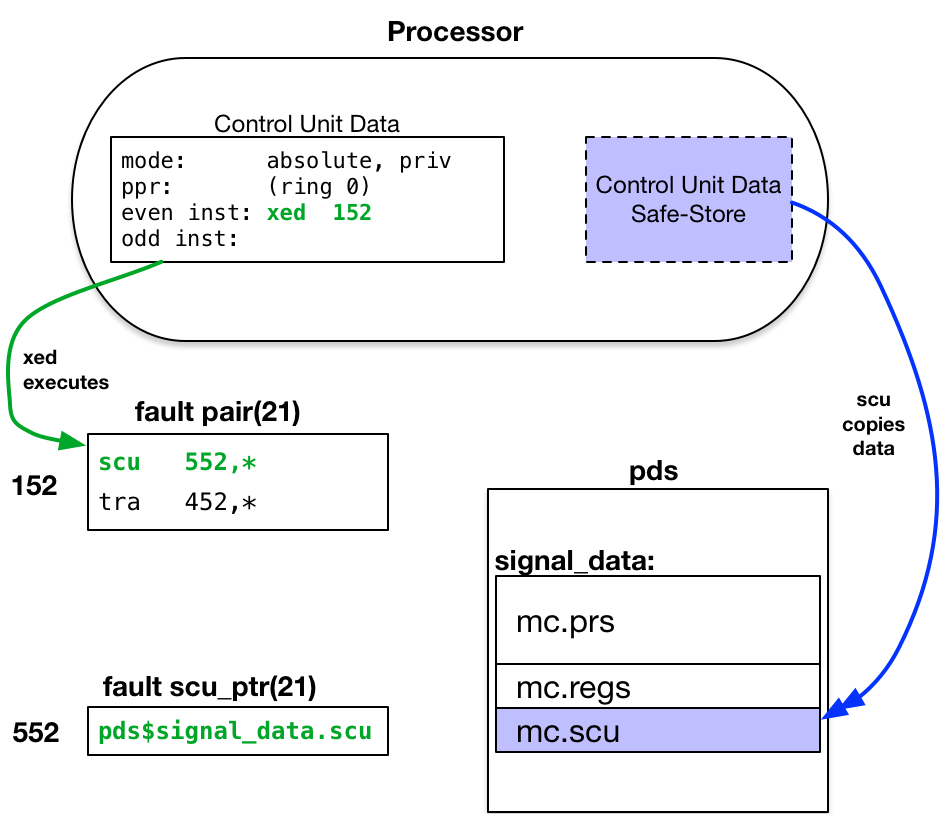 Processor
Control Unit Data
mode: absolute, priv
ppr: (ring 0)
even inst: xed 152
odd inst:
Control Unit Data
Safe-Store
xed
executes
fault pair(21)
152
scu 552,*
tra 452,*
scu
copies
data
pds
signal_data:
mc.prs
mc.regs
mc.scu
fault scu_ptr(21)
552
pds$signal_data.scu